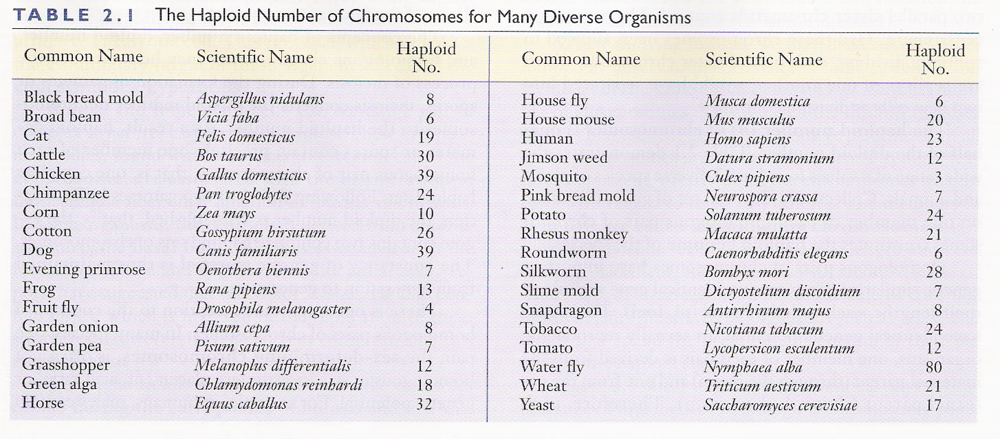 TABLE 2.1 The Haploid Number of Chromosomes for Many Diverse Organisms
Common Name Scientific Name Haploid No.
Black bread mold Aspergillus nidulans 8
Broad bean Vicia faba 6
Cat Felis domesticus 19
Cattle Bos taurus 30
Chicken Gallus domesticus 39
Chimpanzee Pan troglodytes 24
Corn Zea mays 10
Cotton Gossypium hirsutum 26
Dog Canis familiaris 39
Evening primrose Oenothera biennis 7
Frog Rana pipiens 13
Fruit fly Drosophila melanogaster 4
Garden onion Allium cepa 8
Garden pea Pisum sativum 7
Grasshopper Melanoplus differentialis 12
Green alga Chlamydomonas reinhardi 18
Horse Equus caballus 32
Common Name Scientific Name Haploid No.
House fly Musca domestica 6
House mouse Mus musculus 20
Human Homo sapiens 23
Jimson weed Datura stramonium 12
Mosquito Culex pipiens 3
Pink bread mold Neurospora crassa 7
Potato Solanum tuberosum 24
Rhesus monkey Macaca mulatta 21
Roundworm Caenorhabditis elegans 6
Silkworm Bombyx mori 28
Slime mold Dictyostelium discoidium 7
Snapdragon Antirrhinum majus 8
Tobacco Nicotiana tabacum 24
Tomato Lycopersicon esculentum 12
Water fly Nymphaea alba 80
Wheat Triticum aestivum 21
Yeast Saccharomyces cerevisiae 17